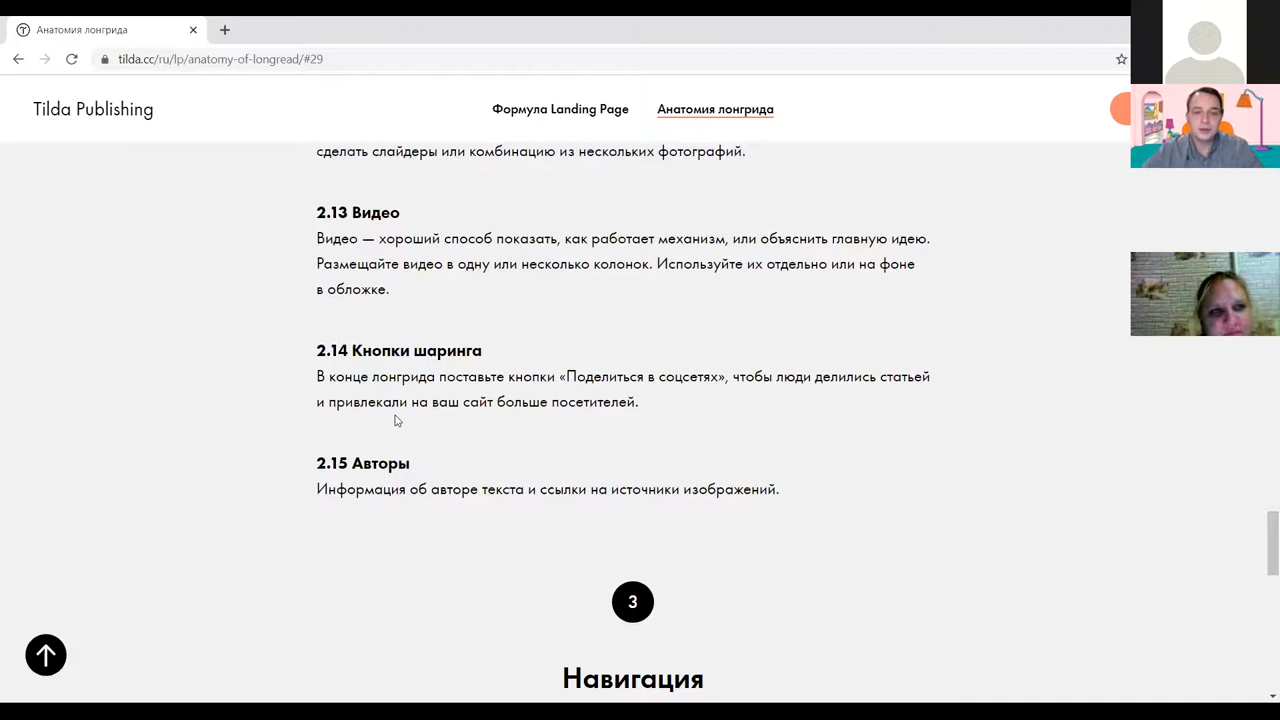 Анатомия лонгрида
tilda.cc/ru/lp/anatomy-of-longread/#29
Tilda Publishing
Формула Landing Page
Анатомия лонгрида
сделать слайдеры или комбинацию из нескольких фотографий.
2.13 Видео
Видео — хороший способ показать, как работает механизм, или объяснить главную идею.
Размещайте видео в одну или несколько колонок. Используйте их отдельно или на фоне
в обложке.
2.14 Кнопки шаринга
В конце лонгрида поставьте кнопки «Поделиться в соцсетях», чтобы люди делились статьей
и привлекали на ваш сайт больше посетителей.
2.15 Авторы
Информация об авторе текста и ссылки на источники изображений.
3
Навигация